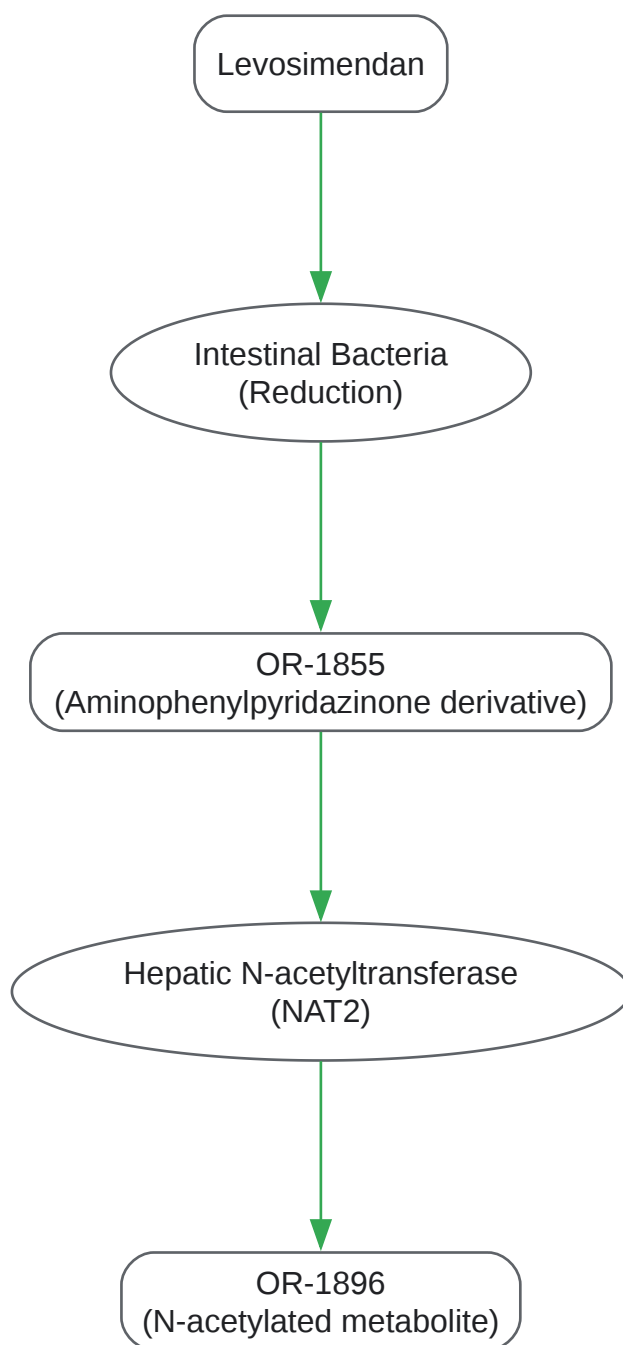 Levosimendan
Intestinal Bacteria
(Reduction)
OR-1855
(Aminophenylpyridazinone derivative)
Hepatic N-acetyltransferase
(NAT2)
OR-1896
(N-acetylated metabolite)